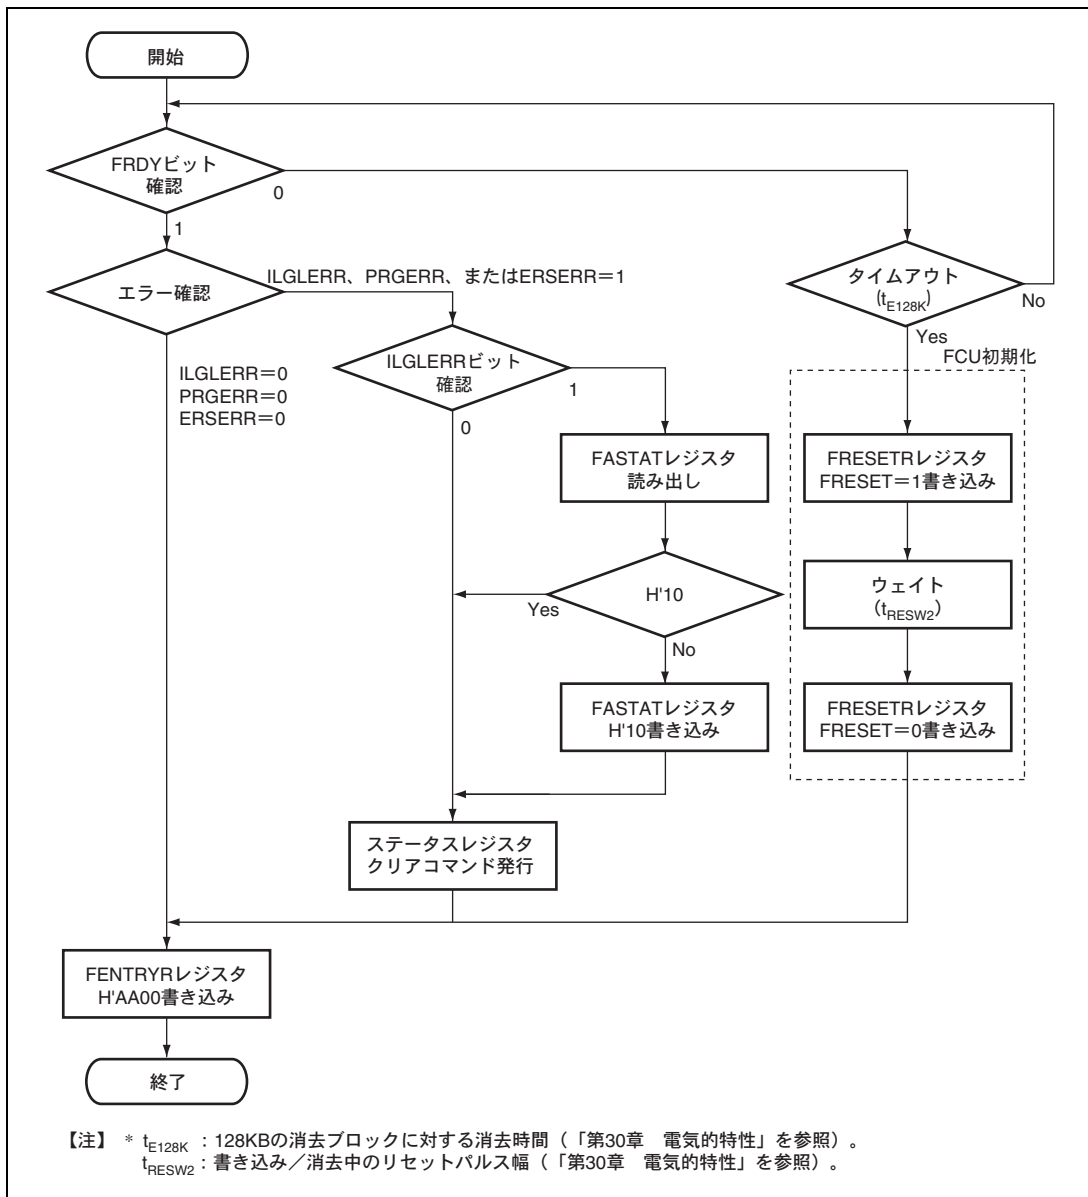 開始
FRDYビット
確認
0
1
エラー確認
ILGLERR、PRGERR、またはERSERR=1
タイムアウト
(tE128K)
No
Yes
FCU初期化
ILGLERR=0
PRGERR=0
ERSERR=0
ILGLERRビット
確認
1
0
FASTATレジスタ
読み出し
FRESETRレジスタ
FRESET=1書き込み
H'10
Yes
No
ウェイト
(tRESW2)
FASTATレジスタ
H'10書き込み
FRESETRレジスタ
FRESET=0書き込み
ステータスレジスタ
クリアコマンド発行
FENTRYRレジスタ
H'AA00書き込み
終了
【注】 * tE128K :128KBの消去ブロックに対する消去時間(「第30章 電気的特性」を参照)。
tRESW2:書き込み/消去中のリセットパルス幅(「第30章 電気的特性」を参照)。